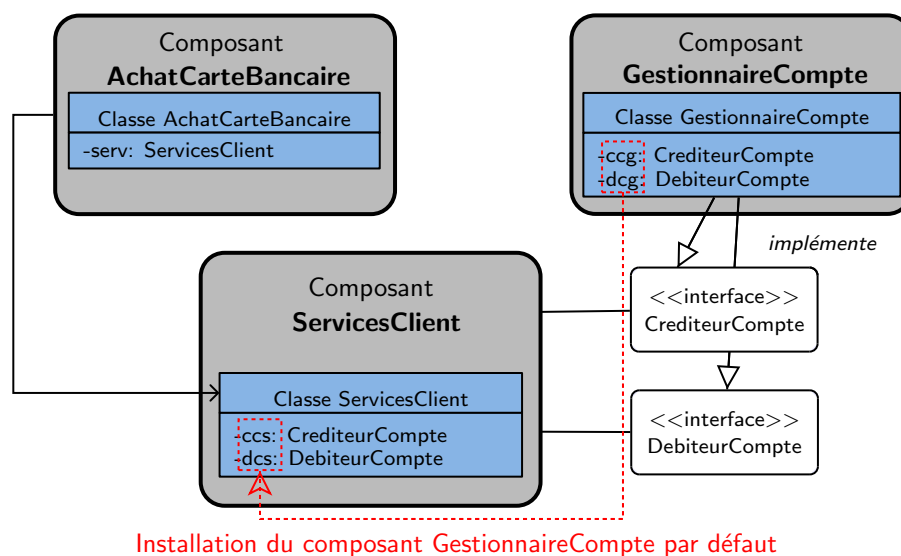 Composant
AchatCarteBancaire
Classe AchatCarteBancaire
-serv: ServicesClient
Composant
GestionnaireCompte
Classe GestionnaireCompte
-ccg: CrediteurCompte
-dcg: DebiteurCompte
implémente
Composant
ServicesClient
Classe ServicesClient
-ccs: CrediteurCompte
-dcs: DebiteurCompte
<<interface>>
CrediteurCompte
<<interface>>
DebiteurCompte
Installation du composant GestionnaireCompte par défaut